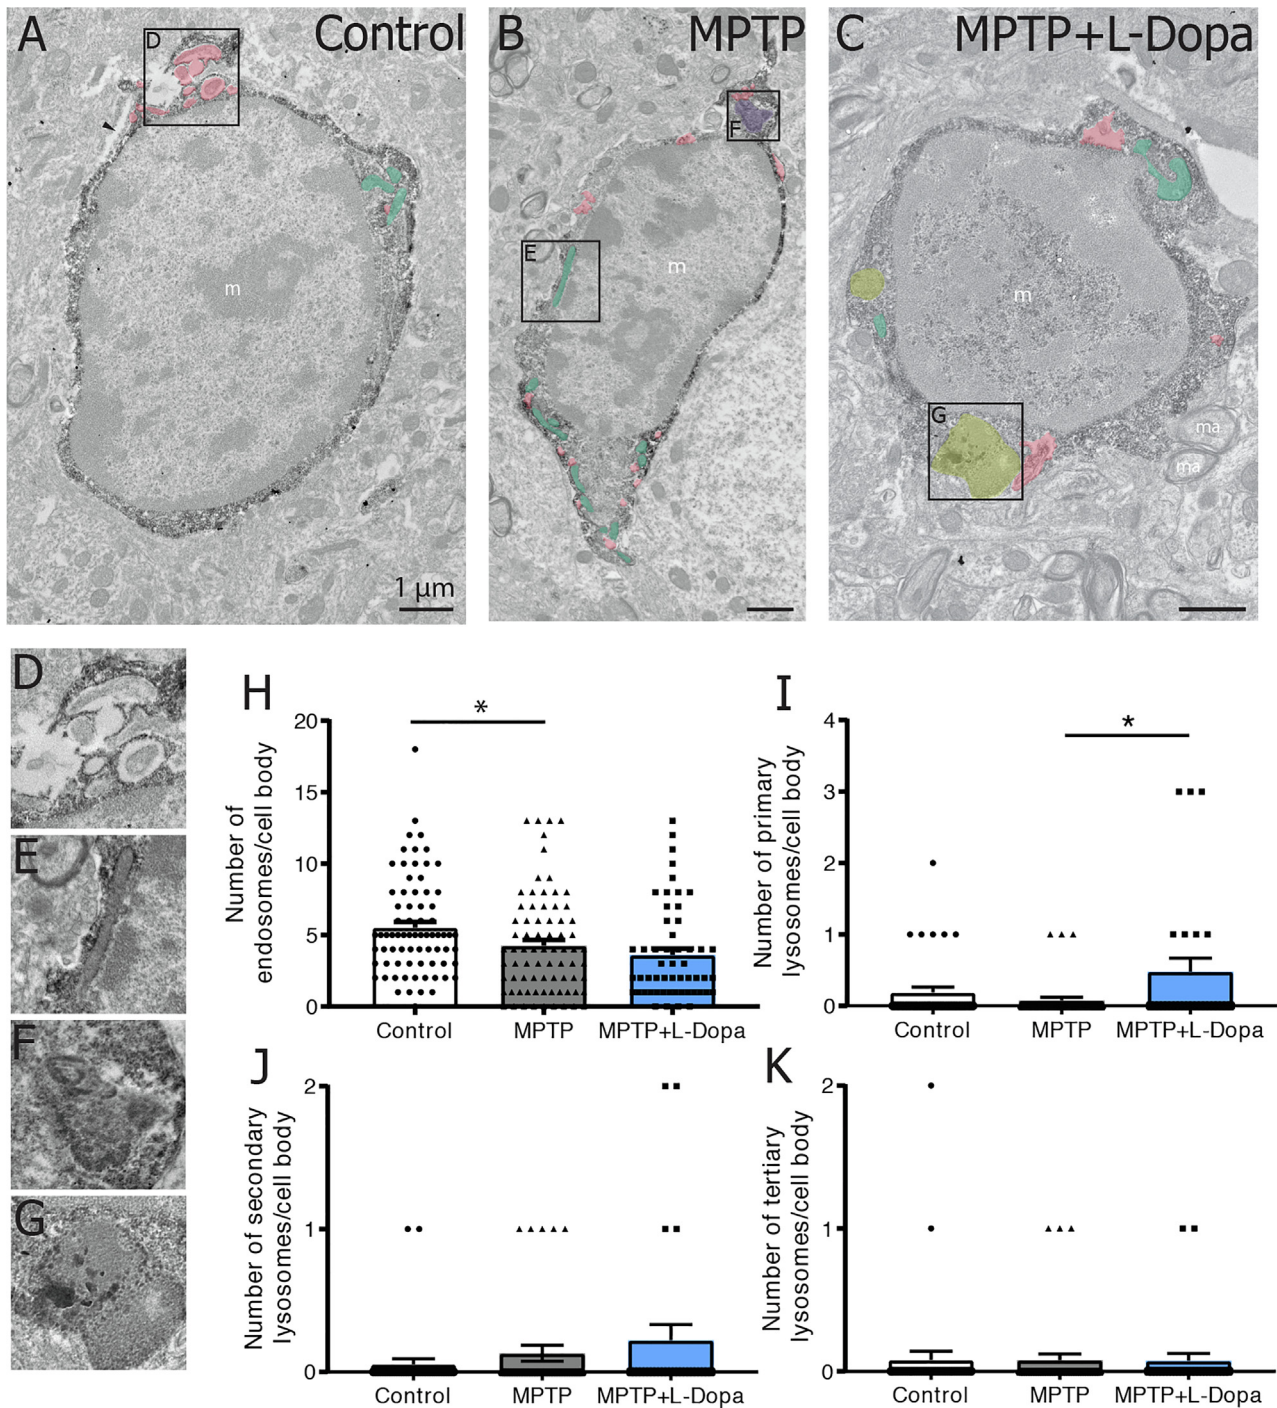 A
Control
D
m
1 µm
B
MPTP
F
E
m
C
MPTP+L-Dopa
m
G
ma
ma
D
E
F
G
H
*
Number of
endosomes/cell body
20
15
10
5
0
Control
MPTP
MPTP+L-Dopa
I
*
Number of primary
lysosomes/cell body
4
3
2
1
0
Control
MPTP
MPTP+L-Dopa
J
Number of secondary
lysosomes/cell body
2
1
0
Control
MPTP
MPTP+L-Dopa
K
Number of tertiary
lysosomes/cell body
2
1
0
Control
MPTP
MPTP+L-Dopa